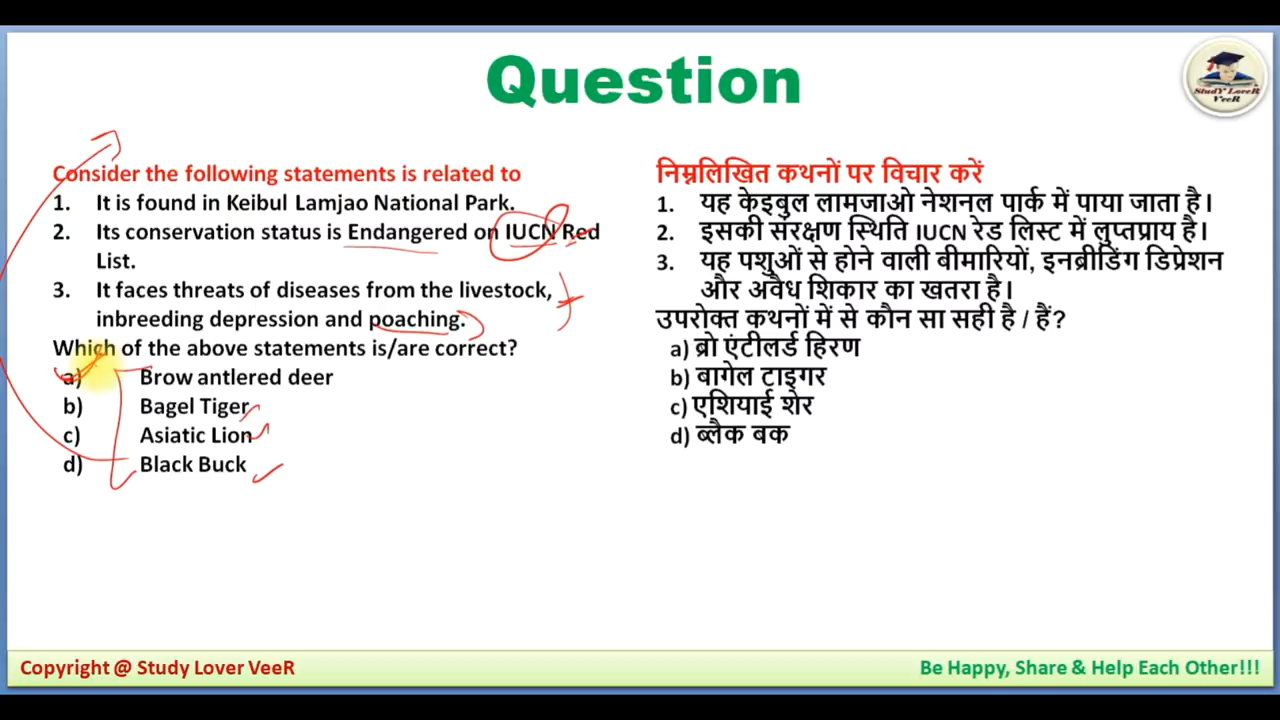 Question
StudY LoveR
VeeR
Consider the following statements is related to
1. It is found in Keibul Lamjao National Park.
2. Its conservation status is Endangered on IUCN Red
List.
3. It faces threats of diseases from the livestock,
inbreeding depression and poaching.
Which of the above statements is/are correct?
a) Brow antlered deer
b) Bagel Tiger
c) Asiatic Lion
d) Black Buck
निम्नलिखित कथनों पर विचार करें
1. यह केइबुल लामजाओ नेशनल पार्क में पाया जाता है।
2. इसकी संरक्षण स्थिति IUCN रेड लिस्ट में लुप्तप्राय है।
3. यह पशुओं से होने वाली बीमारियों, इनब्रीडिंग डिप्रेशन
और अवैध शिकार का खतरा है।
उपरोक्त कथनों में से कौन सा सही है / हैं?
a) ब्रो एंटीलर्ड हिरण
b) बागेल टाइगर
c) एशियाई शेर
d) ब्लैक बक
Copyright @ Study Lover VeeR
Be Happy, Share & Help Each Other!!!